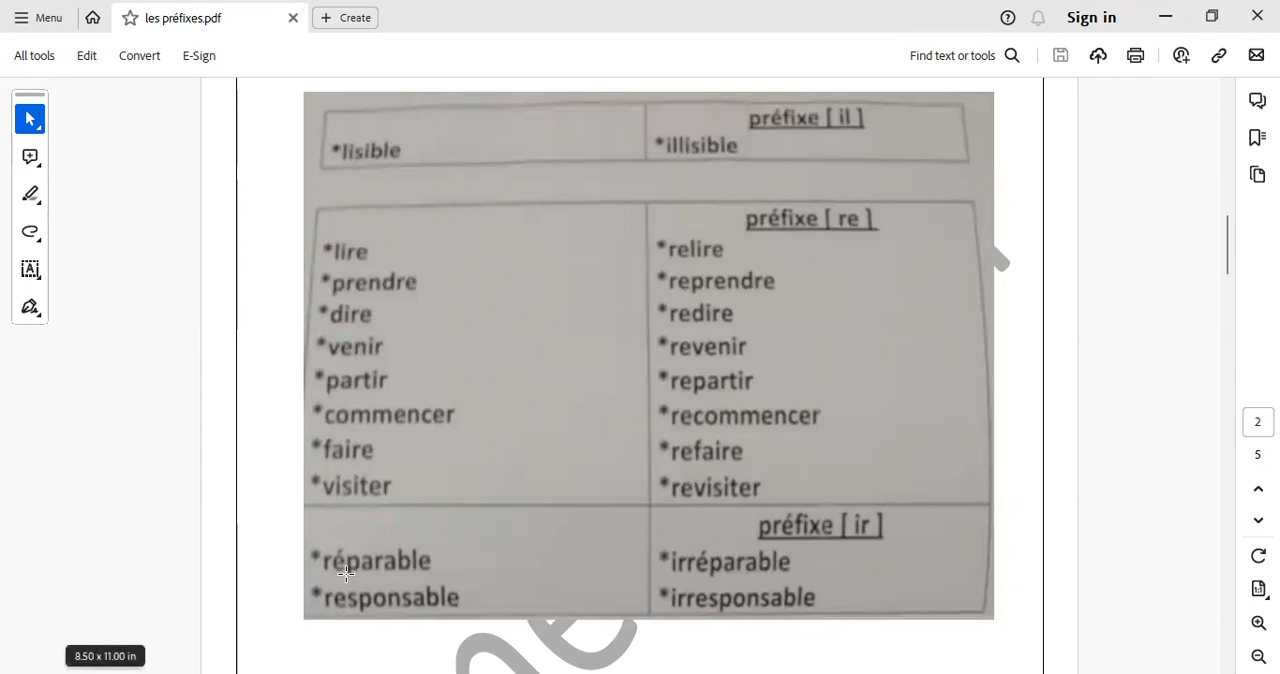 Menu
les préfixes.pdf
Create
Sign in
All tools
Edit
Convert
E-Sign
Find text or tools
préfixe [ il ]
*lisible
*illisible
préfixe [ re ]
*lire
*relire
*prendre
*reprendre
*dire
*redire
*venir
*revenir
*partir
*repartir
*commencer
*recommencer
*faire
*refaire
*visiter
*revisiter
préfixe [ ir ]
*réparable
*irréparable
*responsable
*irresponsable
2
5
8.50 x 11.00 in